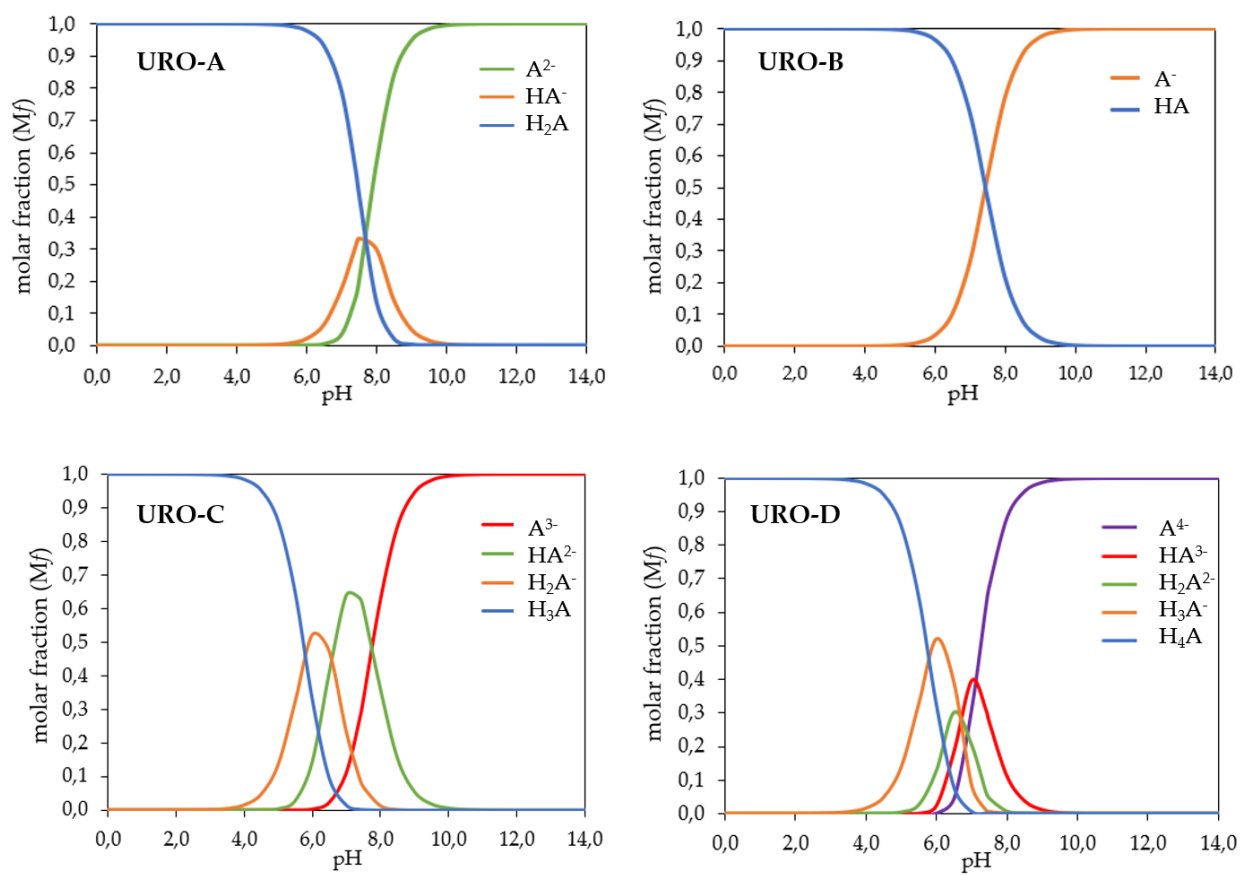 URO-A
A²⁻
HA⁻
H₂A
molar fraction (Mf)
1,0
0,9
0,8
0,7
0,6
0,5
0,4
0,3
0,2
0,1
0,0
0,0 2,0 4,0 6,0 8,0 10,0 12,0 14,0
pH
URO-B
A⁻
HA
molar fraction (Mf)
1,0
0,9
0,8
0,7
0,6
0,5
0,4
0,3
0,2
0,1
0,0
0,0 2,0 4,0 6,0 8,0 10,0 12,0 14,0
pH
URO-C
A³⁻
HA²⁻
H₂A⁻
H₃A
molar fraction (Mf)
1,0
0,9
0,8
0,7
0,6
0,5
0,4
0,3
0,2
0,1
0,0
0,0 2,0 4,0 6,0 8,0 10,0 12,0 14,0
pH
URO-D
A⁴⁻
HA³⁻
H₂A²⁻
H₃A⁻
H₄A
molar fraction (Mf)
1,0
0,9
0,8
0,7
0,6
0,5
0,4
0,3
0,2
0,1
0,0
0,0 2,0 4,0 6,0 8,0 10,0 12,0 14,0
pH